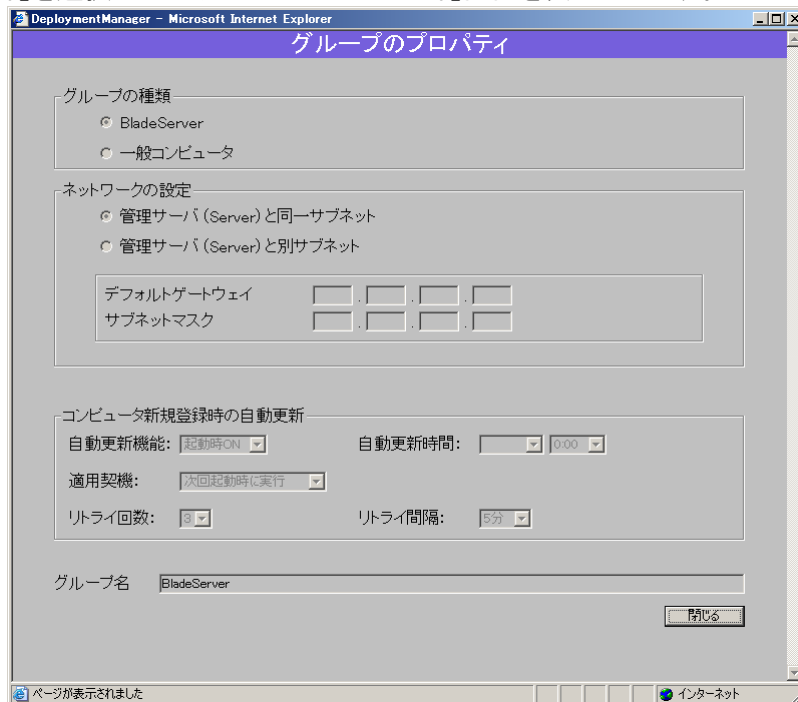 DeploymentManager - Microsoft Internet Explorer
グループのプロパティ
グループの種類
BladeServer
一般コンピュータ
ネットワークの設定
管理サーバ(Server)と同一サブネット
管理サーバ(Server)と別サブネット
デフォルトゲートウェイ . . .
サブネットマスク . . .
コンピュータ新規登録時の自動更新
自動更新機能: 起動時ON 自動更新時間: 0:00
適用契機: 次回起動時に実行
リトライ回数: 3 リトライ間隔: 5分
グループ名 BladeServer
閉じる
ページが表示されました インターネット